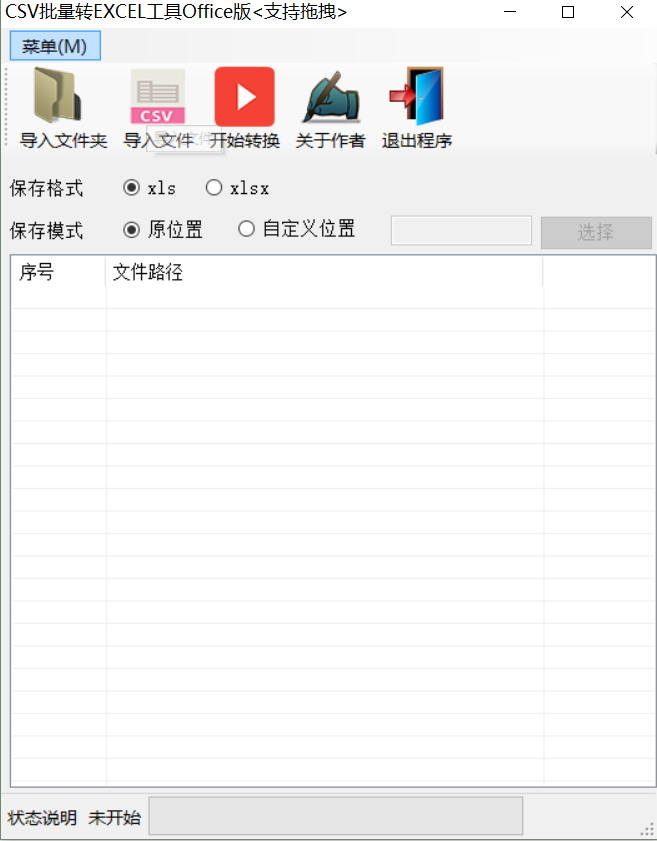 CSV批量转EXCEL工具Office版<支持拖拽>
菜单(M)
CSV
导入文件夹 导入文件 开始转换 关于作者 退出程序
保存格式 xls xlsx
保存模式 原位置 自定义位置 选择
序号 文件路径
状态说明 未开始